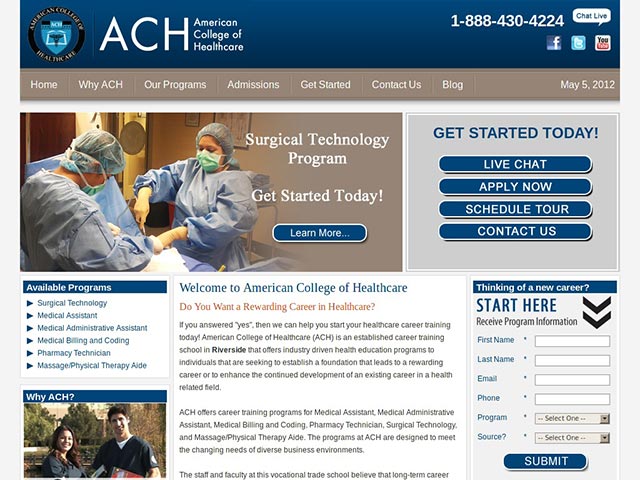 ACH
American
College of
Healthcare
AMERICAN COLLEGE OF
ACH
HEALTHCARE
1-888-430-4224
Chat Live
You
Home
Why ACH
Our Programs
Admissions
Get Started
Contact Us
Blog
May 5, 2012
Surgical Technology
Program
Get Started Today!
Learn More...
GET STARTED TODAY!
LIVE CHAT
APPLY NOW
SCHEDULE TOUR
CONTACT US
Available Programs
Surgical Technology
Medical Assistant
Medical Administrative Assistant
Medical Billing and Coding
Pharmacy Technician
Massage/Physical Therapy Aide
Why ACH?
Welcome to American College of Healthcare
Do You Want a Rewarding Career in Healthcare?
If you answered "yes", then we can help you start your healthcare career training
today! American College of Healthcare (ACH) is an established career training
school in Riverside that offers industry driven health education programs to
individuals that are seeking to establish a foundation that leads to a rewarding
career or to enhance the continued development of an existing career in a health
related field.
ACH offers career training programs for Medical Assistant, Medical Administrative
Assistant, Medical Billing and Coding, Pharmacy Technician, Surgical Technology,
and Massage/Physical Therapy Aide. The programs at ACH are designed to meet
the changing needs of diverse business environments.
The staff and faculty at this vocational trade school believe that long-term career
Thinking of a new career?
START HERE
Receive Program Information
First Name *
Last Name *
Email *
Phone *
Program * -- Select One --
Source? * -- Select One --
SUBMIT